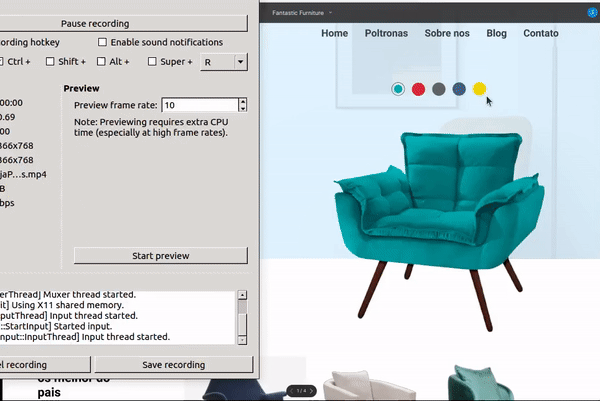 Pause recording
cording hotkey
Enable sound notifications
Ctrl +
Shift +
Alt +
Super +
R
Preview
Preview frame rate: 10
Note: Previewing requires extra CPU
time (especially at high frame rates).
00:00
0.69
00
366x768
366x768
jaP...s.mp4
B
bps
Start preview
erThread] Muxer thread started.
it] Using X11 shared memory.
nputThread] Input thread started.
::StartInput] Started input.
nput::InputThread] Input thread started.
el recording
Save recording
Fantastic Furniture
Home
Poltronas
Sobre nos
Blog
Contato
os melhor do
pais
1 / 4